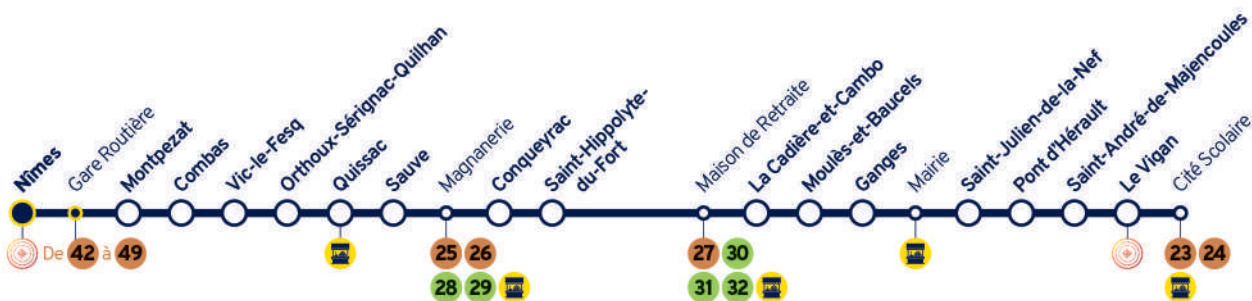 Nîmes
Gare Routière
Montpezat
Combas
Vic-le-Fesq
Orthoux-Sérignac-Quilhan
Quissac
Sauve
Magnanerie
Conqueyrac
Saint-Hippolyte-
du-Fort
Maison de Retraite
La Cadière-et-Cambo
Moulès-et-Baucels
Ganges
Mairie
Saint-Julien-de-la-Nef
Pont d'Hérault
Saint-André-de-Majencoules
Le Vigan
Cité Scolaire
De 42 à 49
25 26
28 29
27 30
31 32
23 24